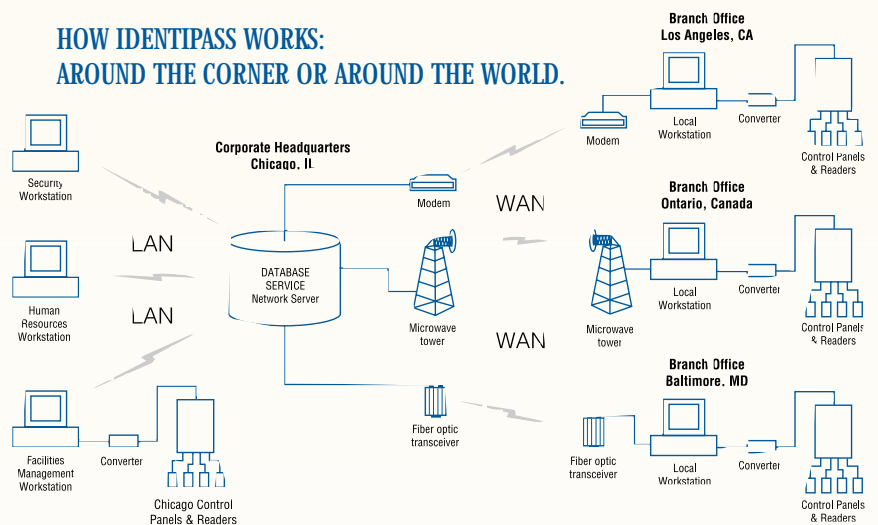 HOW IDENTIPASS WORKS:
AROUND THE CORNER OR AROUND THE WORLD.
Security
Workstation
LAN
Human
Resources
Workstation
LAN
Facilities
Management
Workstation
Converter
Chicago Control
Panels & Readers
Corporate Headquarters
Chicago, IL
DATABASE
SERVICE
Network Server
Modem
WAN
Microwave
tower
WAN
Fiber optic
transceiver
Branch Office
Los Angeles, CA
Modem
Local
Workstation
Converter
Control Panels
& Readers
Branch Office
Ontario, Canada
Microwave
tower
Local
Workstation
Converter
Control Panels
& Readers
Branch Office
Baltimore, MD
Fiber optic
transceiver
Local
Workstation
Converter
Control Panels
& Readers